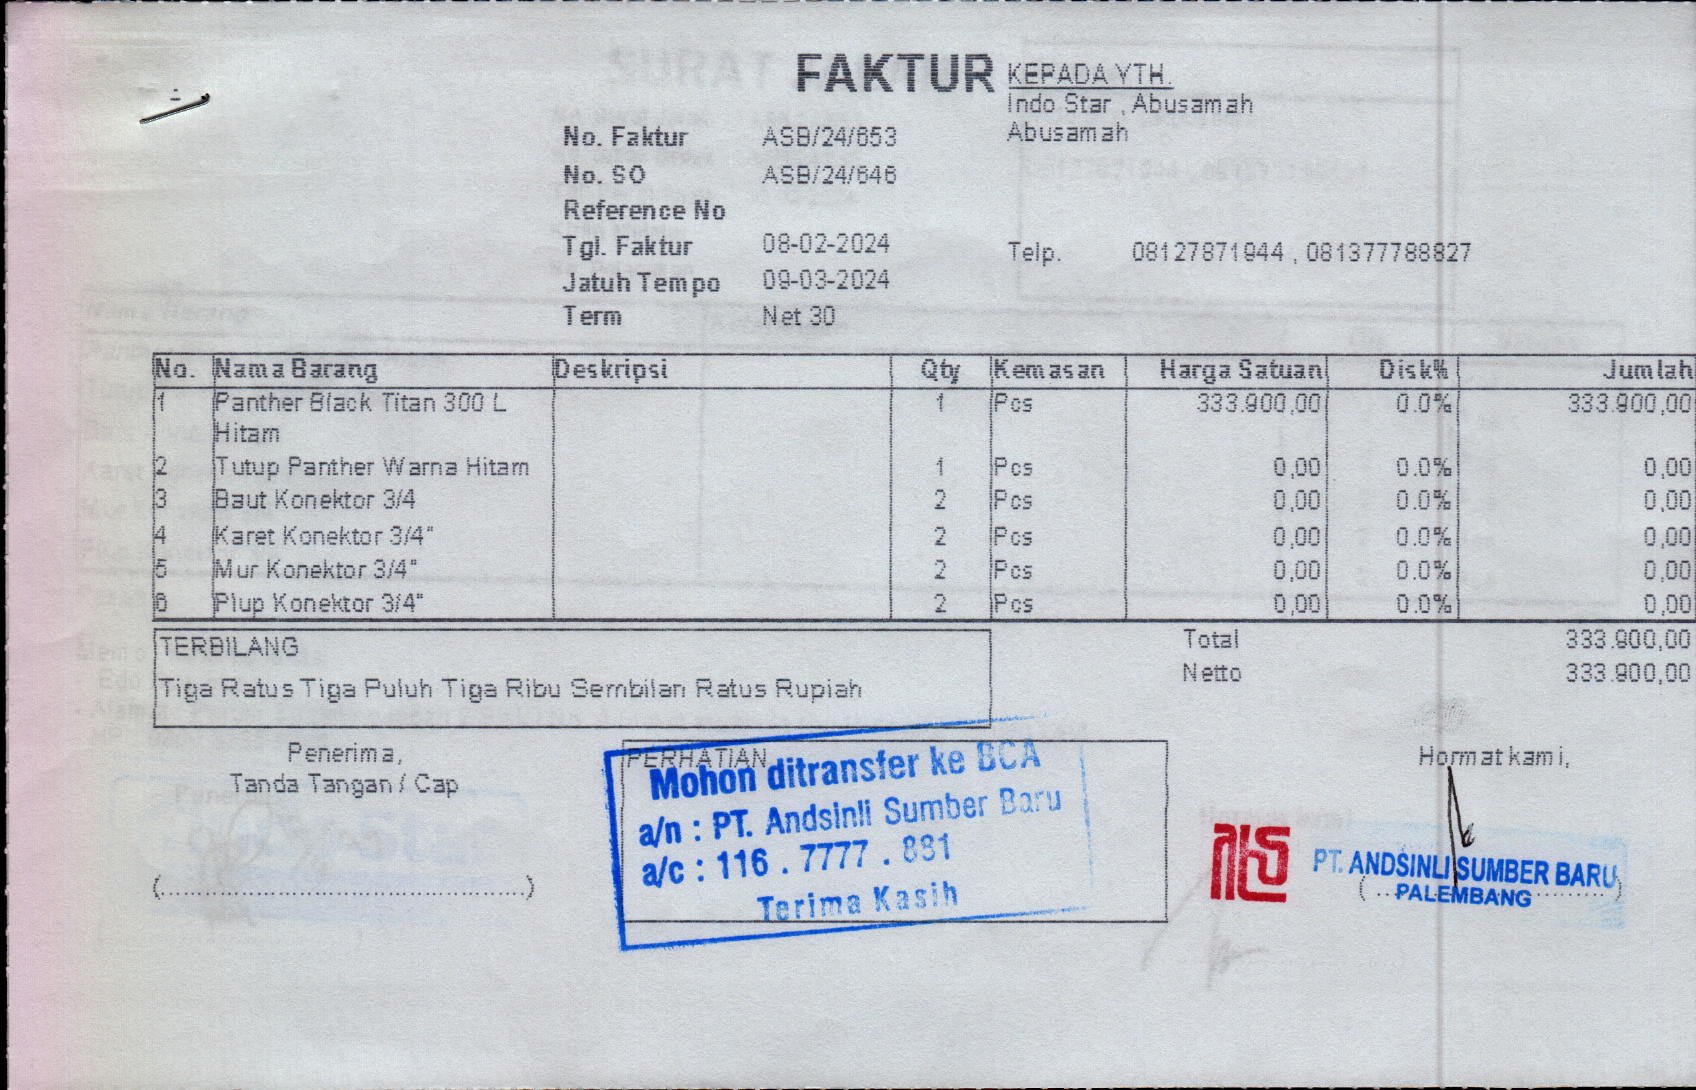 FAKTUR
KEPADA YTH.
Indo Star , Abusamah
Abusamah
No. Faktur ASB/24/653
No. SO ASB/24/646
Reference No
Tgl. Faktur 08-02-2024
Jatuh Tempo 09-03-2024
Term Net 30
Telp. 08127871944 , 081377788827
No. Nama Barang Deskripsi Qty Kemasan Harga Satuan Disk% Jumlah
1 Panther Black Titan 300 L Hitam 1 Pcs 333.900,00 0.0% 333.900,00
2 Tutup Panther Warna Hitam 1 Pcs 0,00 0.0% 0,00
3 Baut Konektor 3/4 2 Pcs 0,00 0.0% 0,00
4 Karet Konektor 3/4" 2 Pcs 0,00 0.0% 0,00
5 Mur Konektor 3/4" 2 Pcs 0,00 0.0% 0,00
6 Plup Konektor 3/4" 2 Pcs 0,00 0.0% 0,00
TERBILANG
Tiga Ratus Tiga Puluh Tiga Ribu Sembilan Ratus Rupiah
Total 333.900,00
Netto 333.900,00
Penerima,
Tanda Tangan / Cap
(......................................)
PERHATIAN
Mohon ditransfer ke BCA
a/n : PT. Andsinli Sumber Baru
a/c : 116 . 7777 . 881
Terima Kasih
Hormat kami,
PT. ANDSINLI SUMBER BARU
PALEMBANG